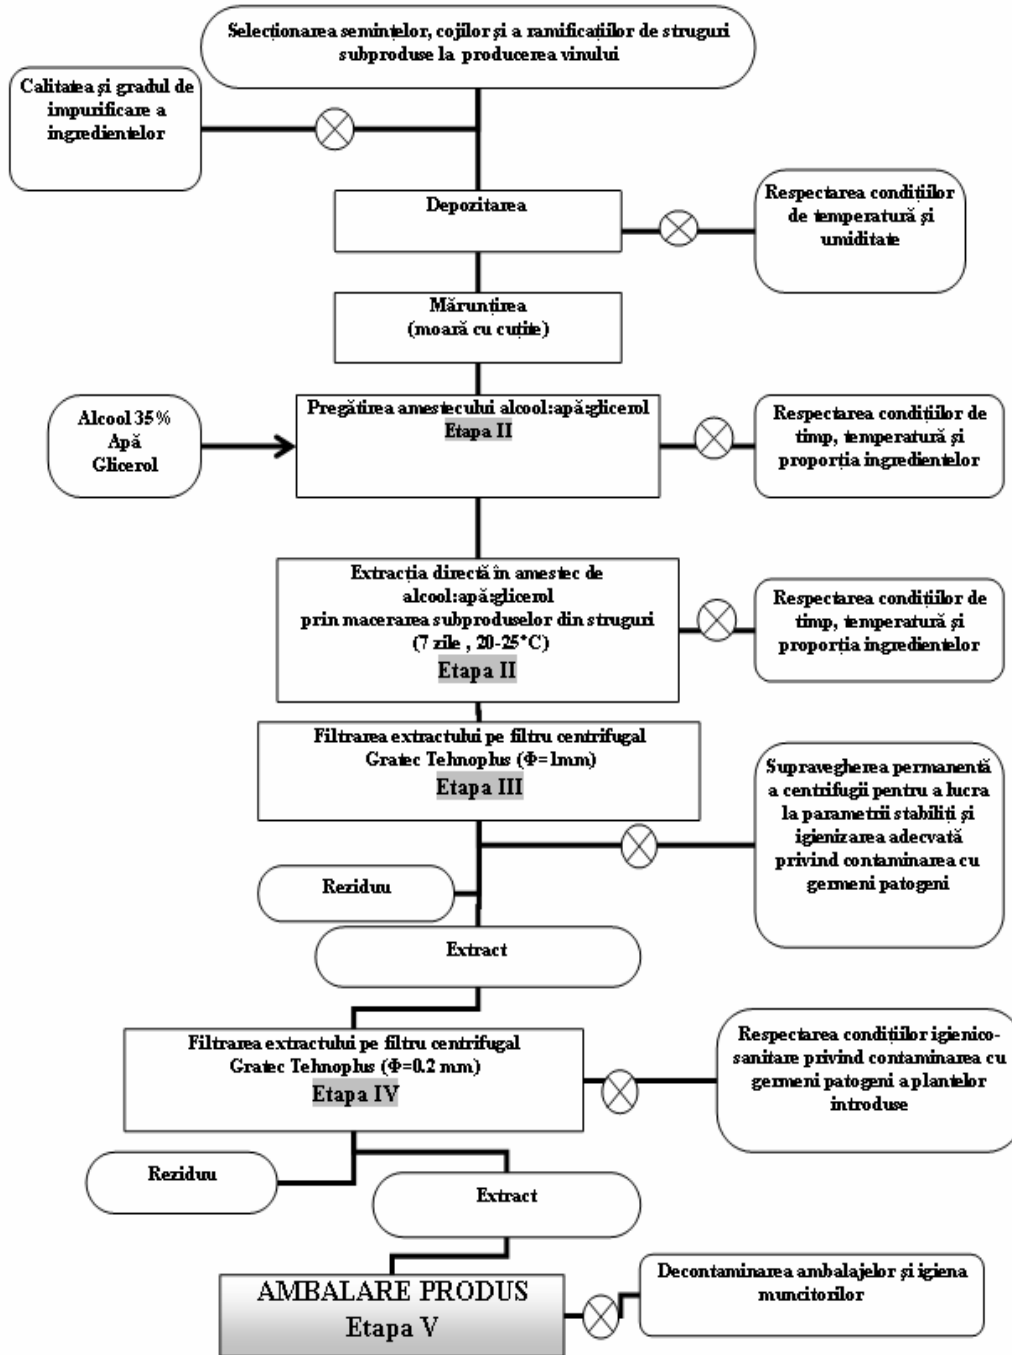 Selecționarea semințelor, cojilor și a ramificațiilor de struguri
subproduse la producerea vinului
Calitatea și gradul de
impurificare a
ingredientelor
Depozitarea
Respectarea condițiilor
de temperatură și
umiditate
Mărunțirea
(moară cu cuțite)
Alcool 35%
Apă
Glicerol
Pregătirea amestecului alcool:apă:glicerol
Etapa II
Respectarea condițiilor de
timp, temperatură și
proporția ingredientelor
Extracția directă în amestec de
alcool:apă:glicerol
prin macerarea subproduselor din struguri
(7 zile , 20-25°C)
Etapa II
Respectarea condițiilor de
timp, temperatură și
proporția ingredientelor
Filtrarea extractului pe filtru centrifugal
Gratec Tehnoplus (Φ=1mm)
Etapa III
Supravegherea permanentă
a centrifugii pentru a lucra
la parametrii stabiliți și
igienizarea adecvată
privind contaminarea cu
germeni patogeni
Reziduu
Extract
Filtrarea extractului pe filtru centrifugal
Gratec Tehnoplus (Φ=0.2 mm)
Etapa IV
Respectarea condițiilor igienico-
sanitare privind contaminarea cu
germeni patogeni a plantelor
introduse
Reziduu
Extract
AMBALARE PRODUS
Etapa V
Decontaminarea ambalajelor și igiena
muncitorilor